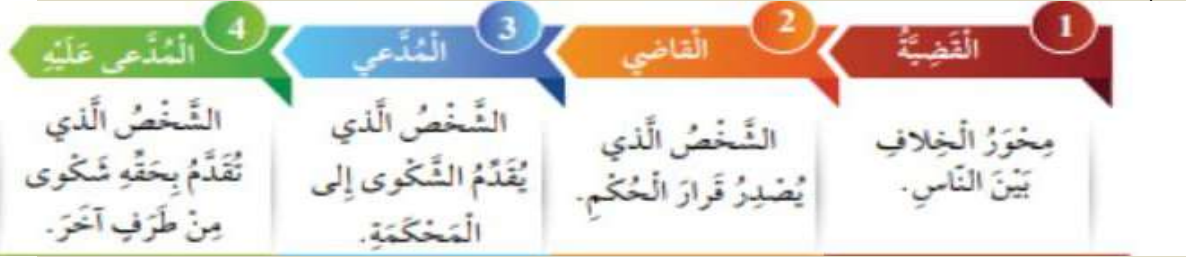 1
الْقَضِيَّةُ
مِحْوَرُ الْخِلافِ
بَيْنَ النّاسِ.
2
الْقاضي
الشَّخْصُ الَّذي
يُصْدِرُ قَرارَ الْحُكْمِ.
3
الْمُدَّعي
الشَّخْصُ الَّذي
يُقَدِّمُ الشَّكْوى إِلى
الْمَحْكَمَةِ.
4
الْمُدَّعى عَلَيْهِ
الشَّخْصُ الَّذي
تُقَدَّمُ بِحَقِّهِ شَكْوى
مِنْ طَرَفٍ آخَرَ.